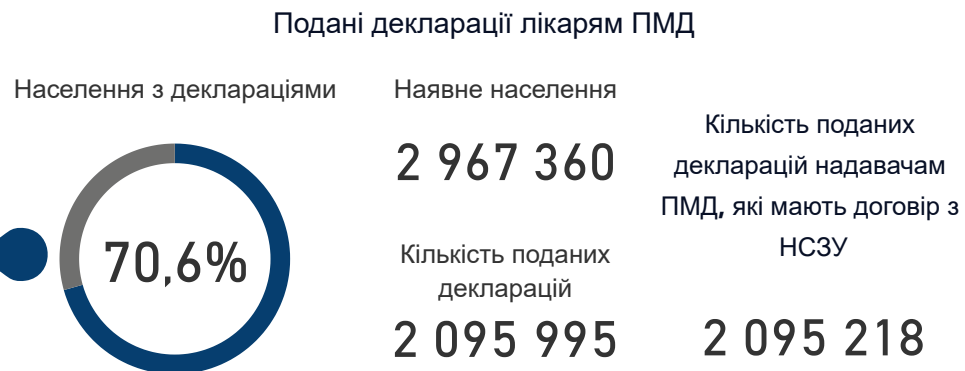 Подані декларації лікарям ПМД
Населення з деклараціями
70,6%
Наявне населення
2 967 360
Кількість поданих
декларацій
2 095 995
Кількість поданих
декларацій надавачам
ПМД, які мають договір з
НСЗУ
2 095 218